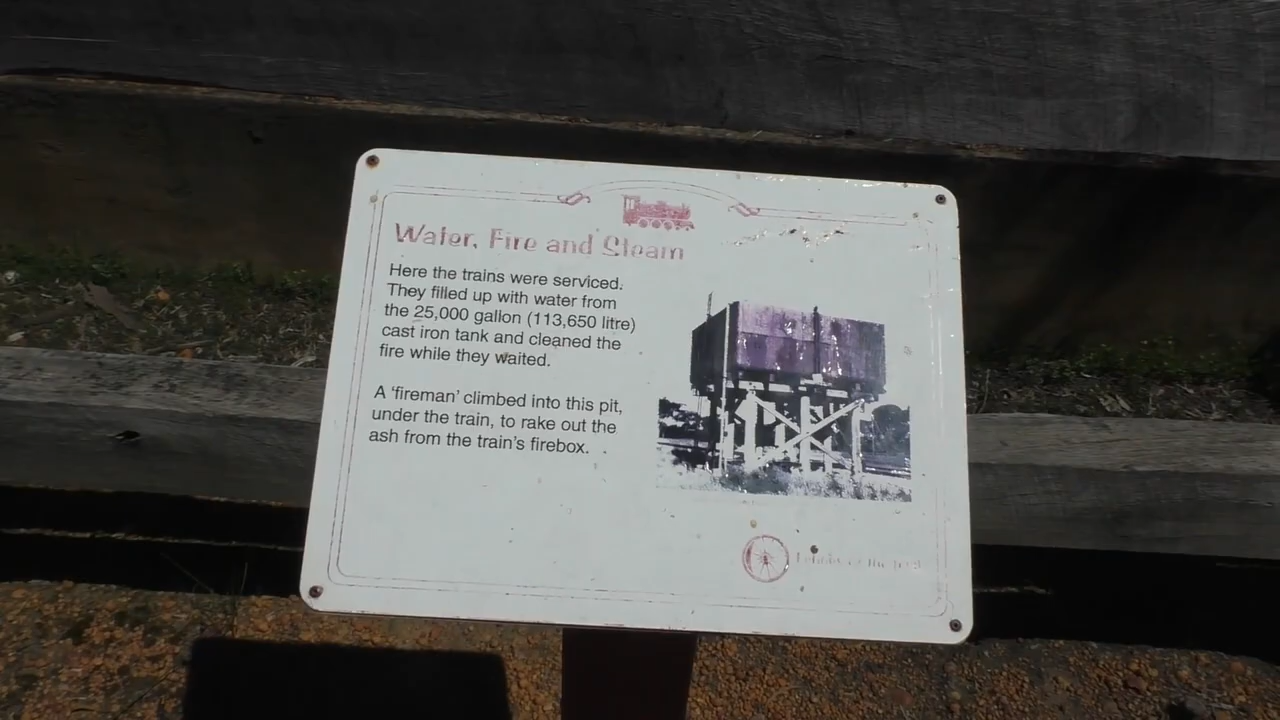 Water, Fire and Steam
Here the trains were serviced.
They filled up with water from
the 25,000 gallon (113,650 litre)
cast iron tank and cleaned the
fire while they waited.
A 'fireman' climbed into this pit,
under the train, to rake out the
ash from the train's firebox.
of the